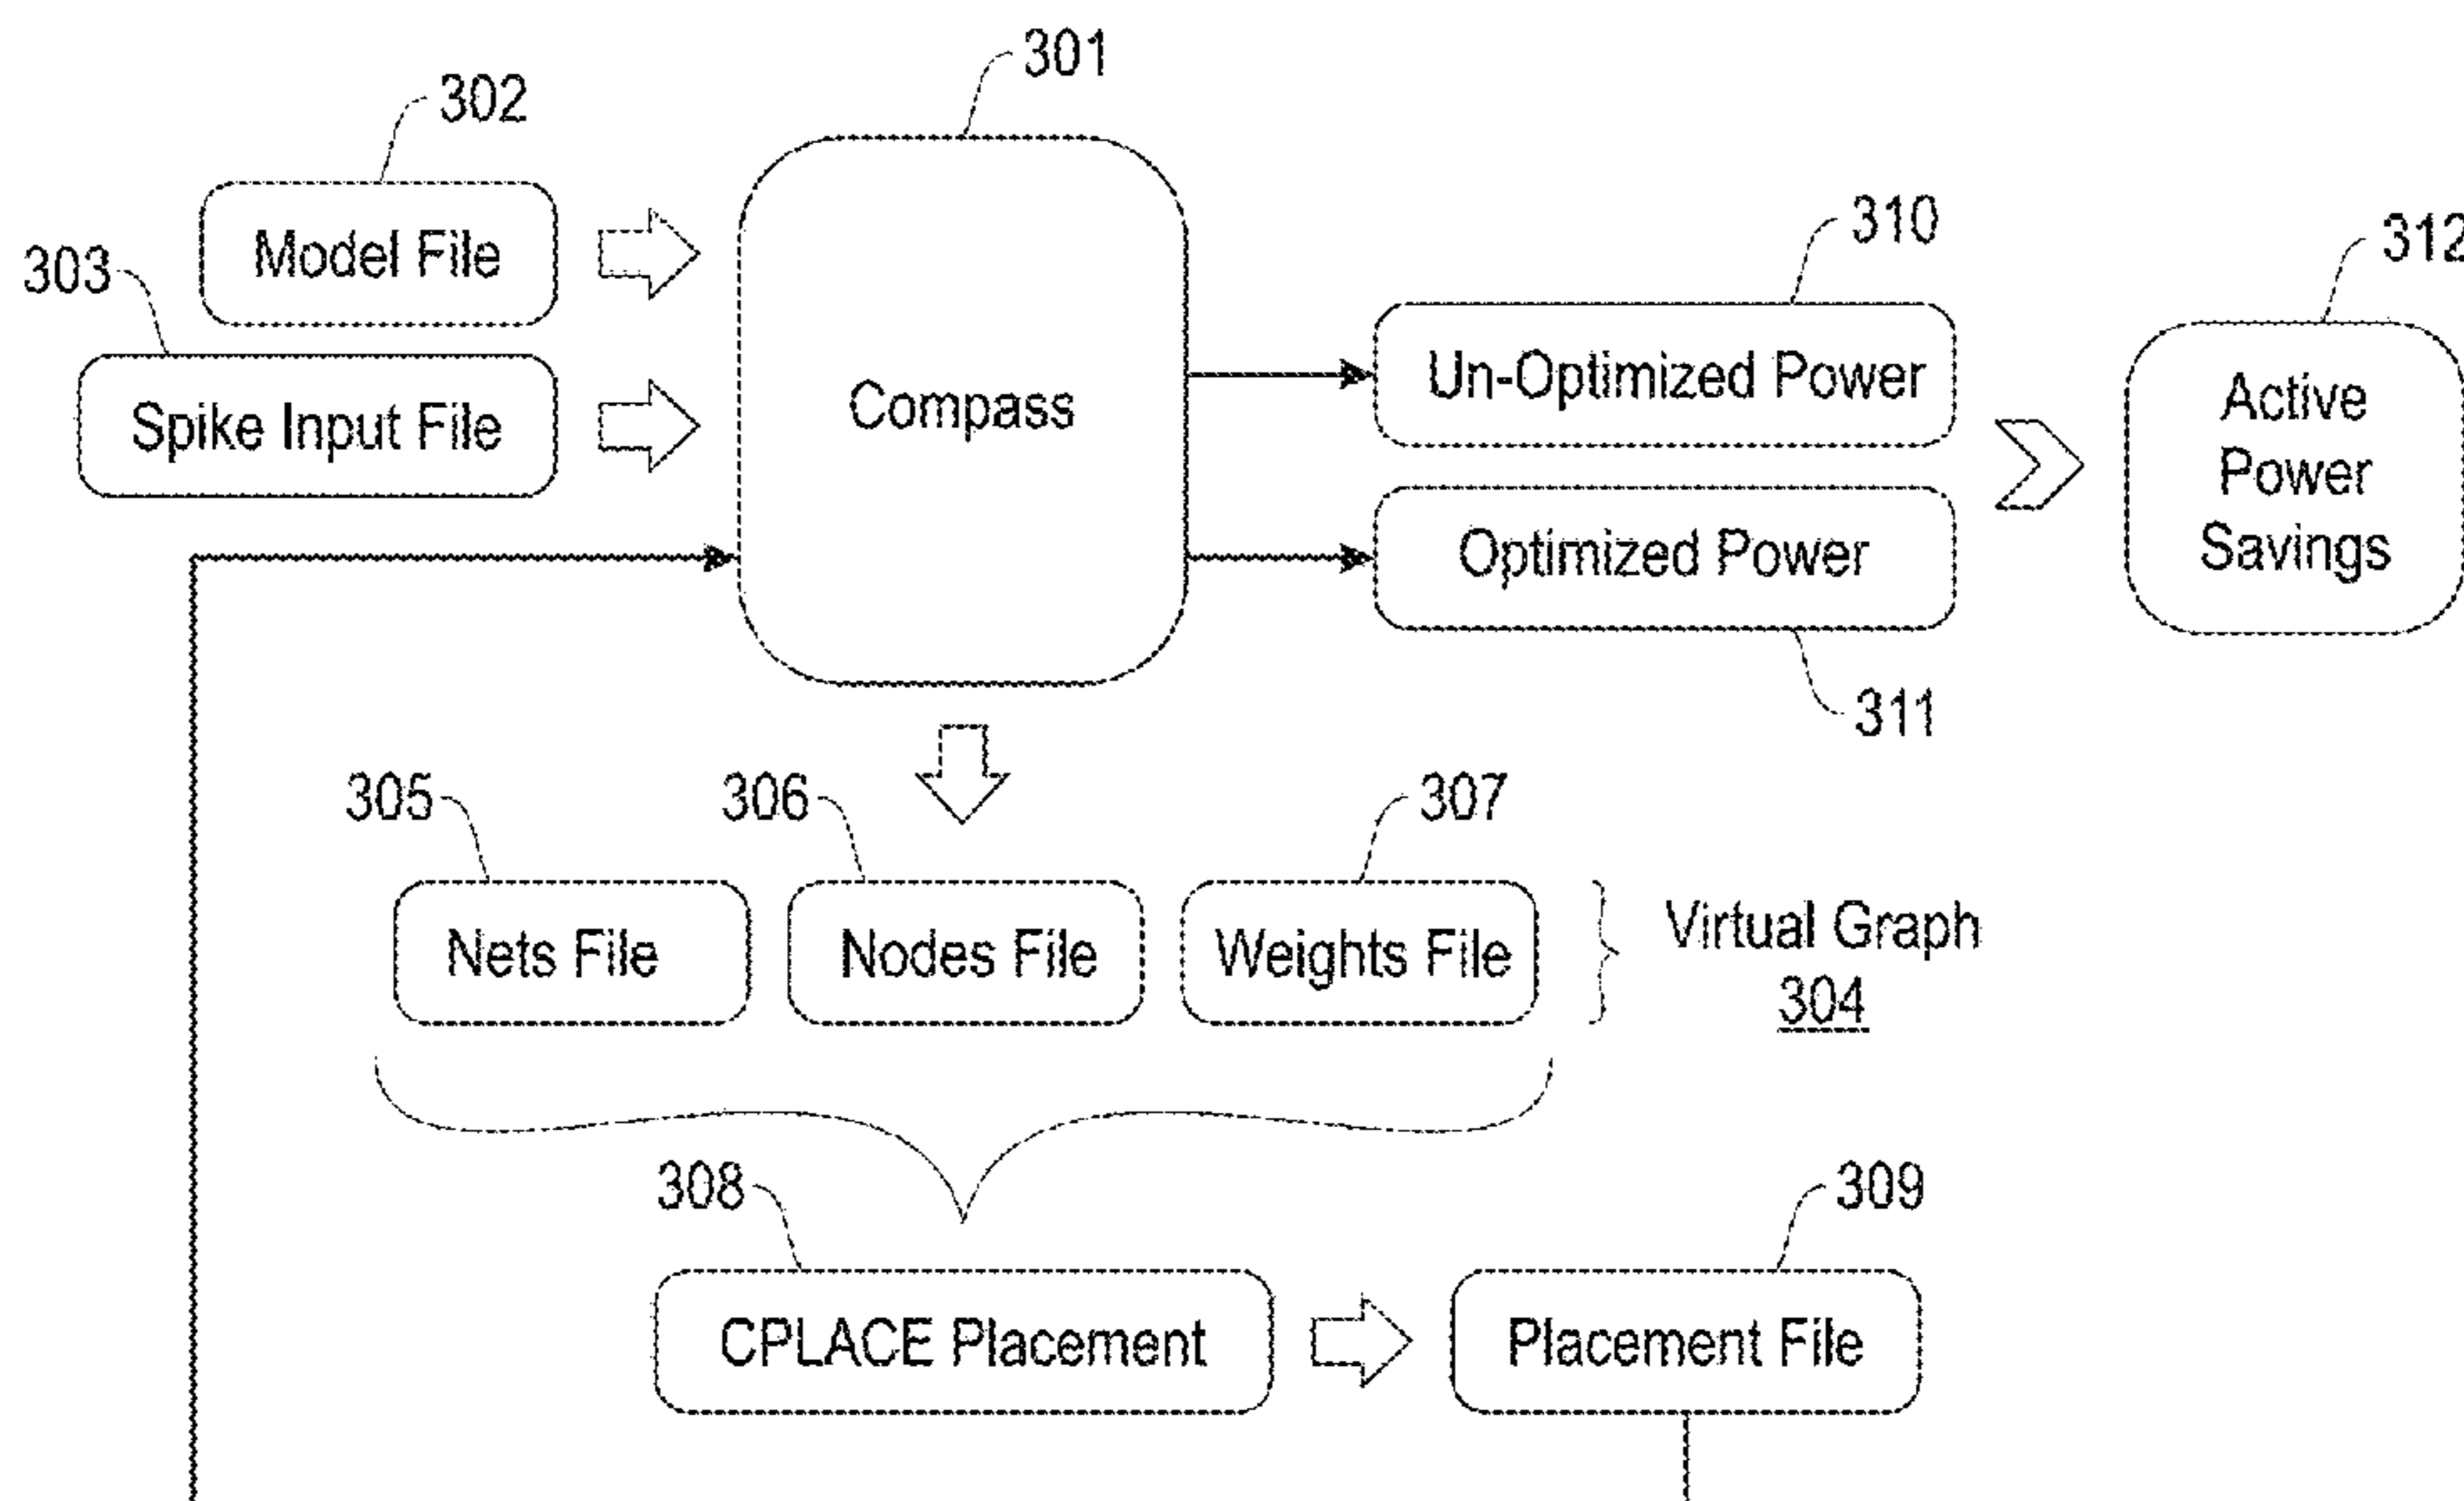 301
302
Model File
303
Spike Input File
Compass
310
Un-Optimized Power
Optimized Power
311
312
Active
Power
Savings
305
306
307
Nets File
Nodes File
Weights File
Virtual Graph
304
308
309
CPLACE Placement
Placement File